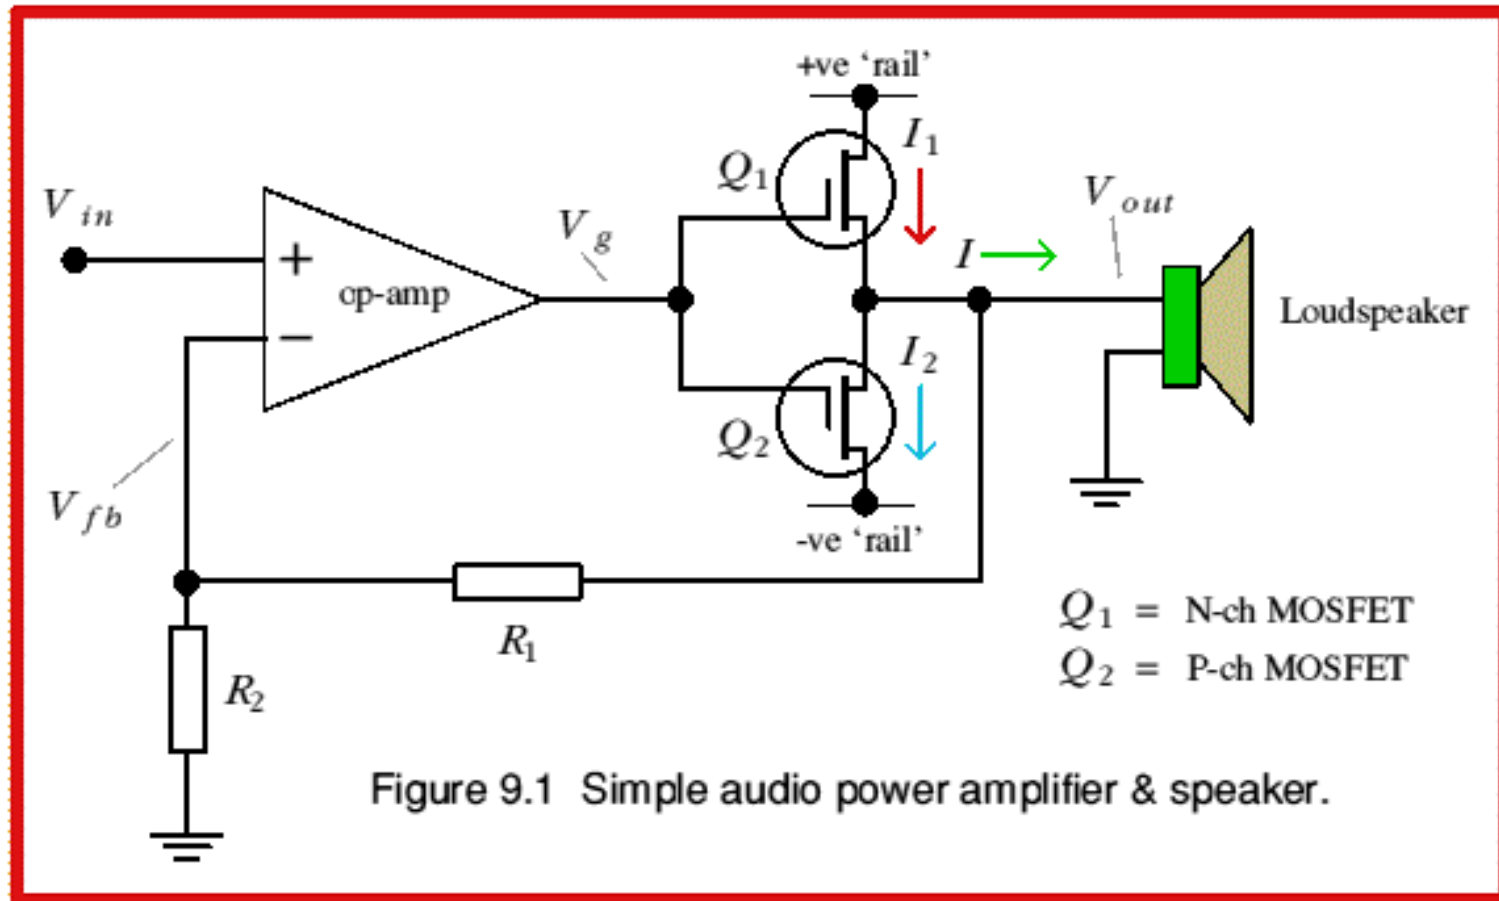 +ve ‘rail’
I1
Q1
Vin
Vg
Vout
+
cp-amp
−
I
Loudspeaker
I2
Q2
Vfb
-ve ‘rail’
R1
R2
Q1 = N-ch MOSFET
Q2 = P-ch MOSFET
Figure 9.1 Simple audio power amplifier & speaker.